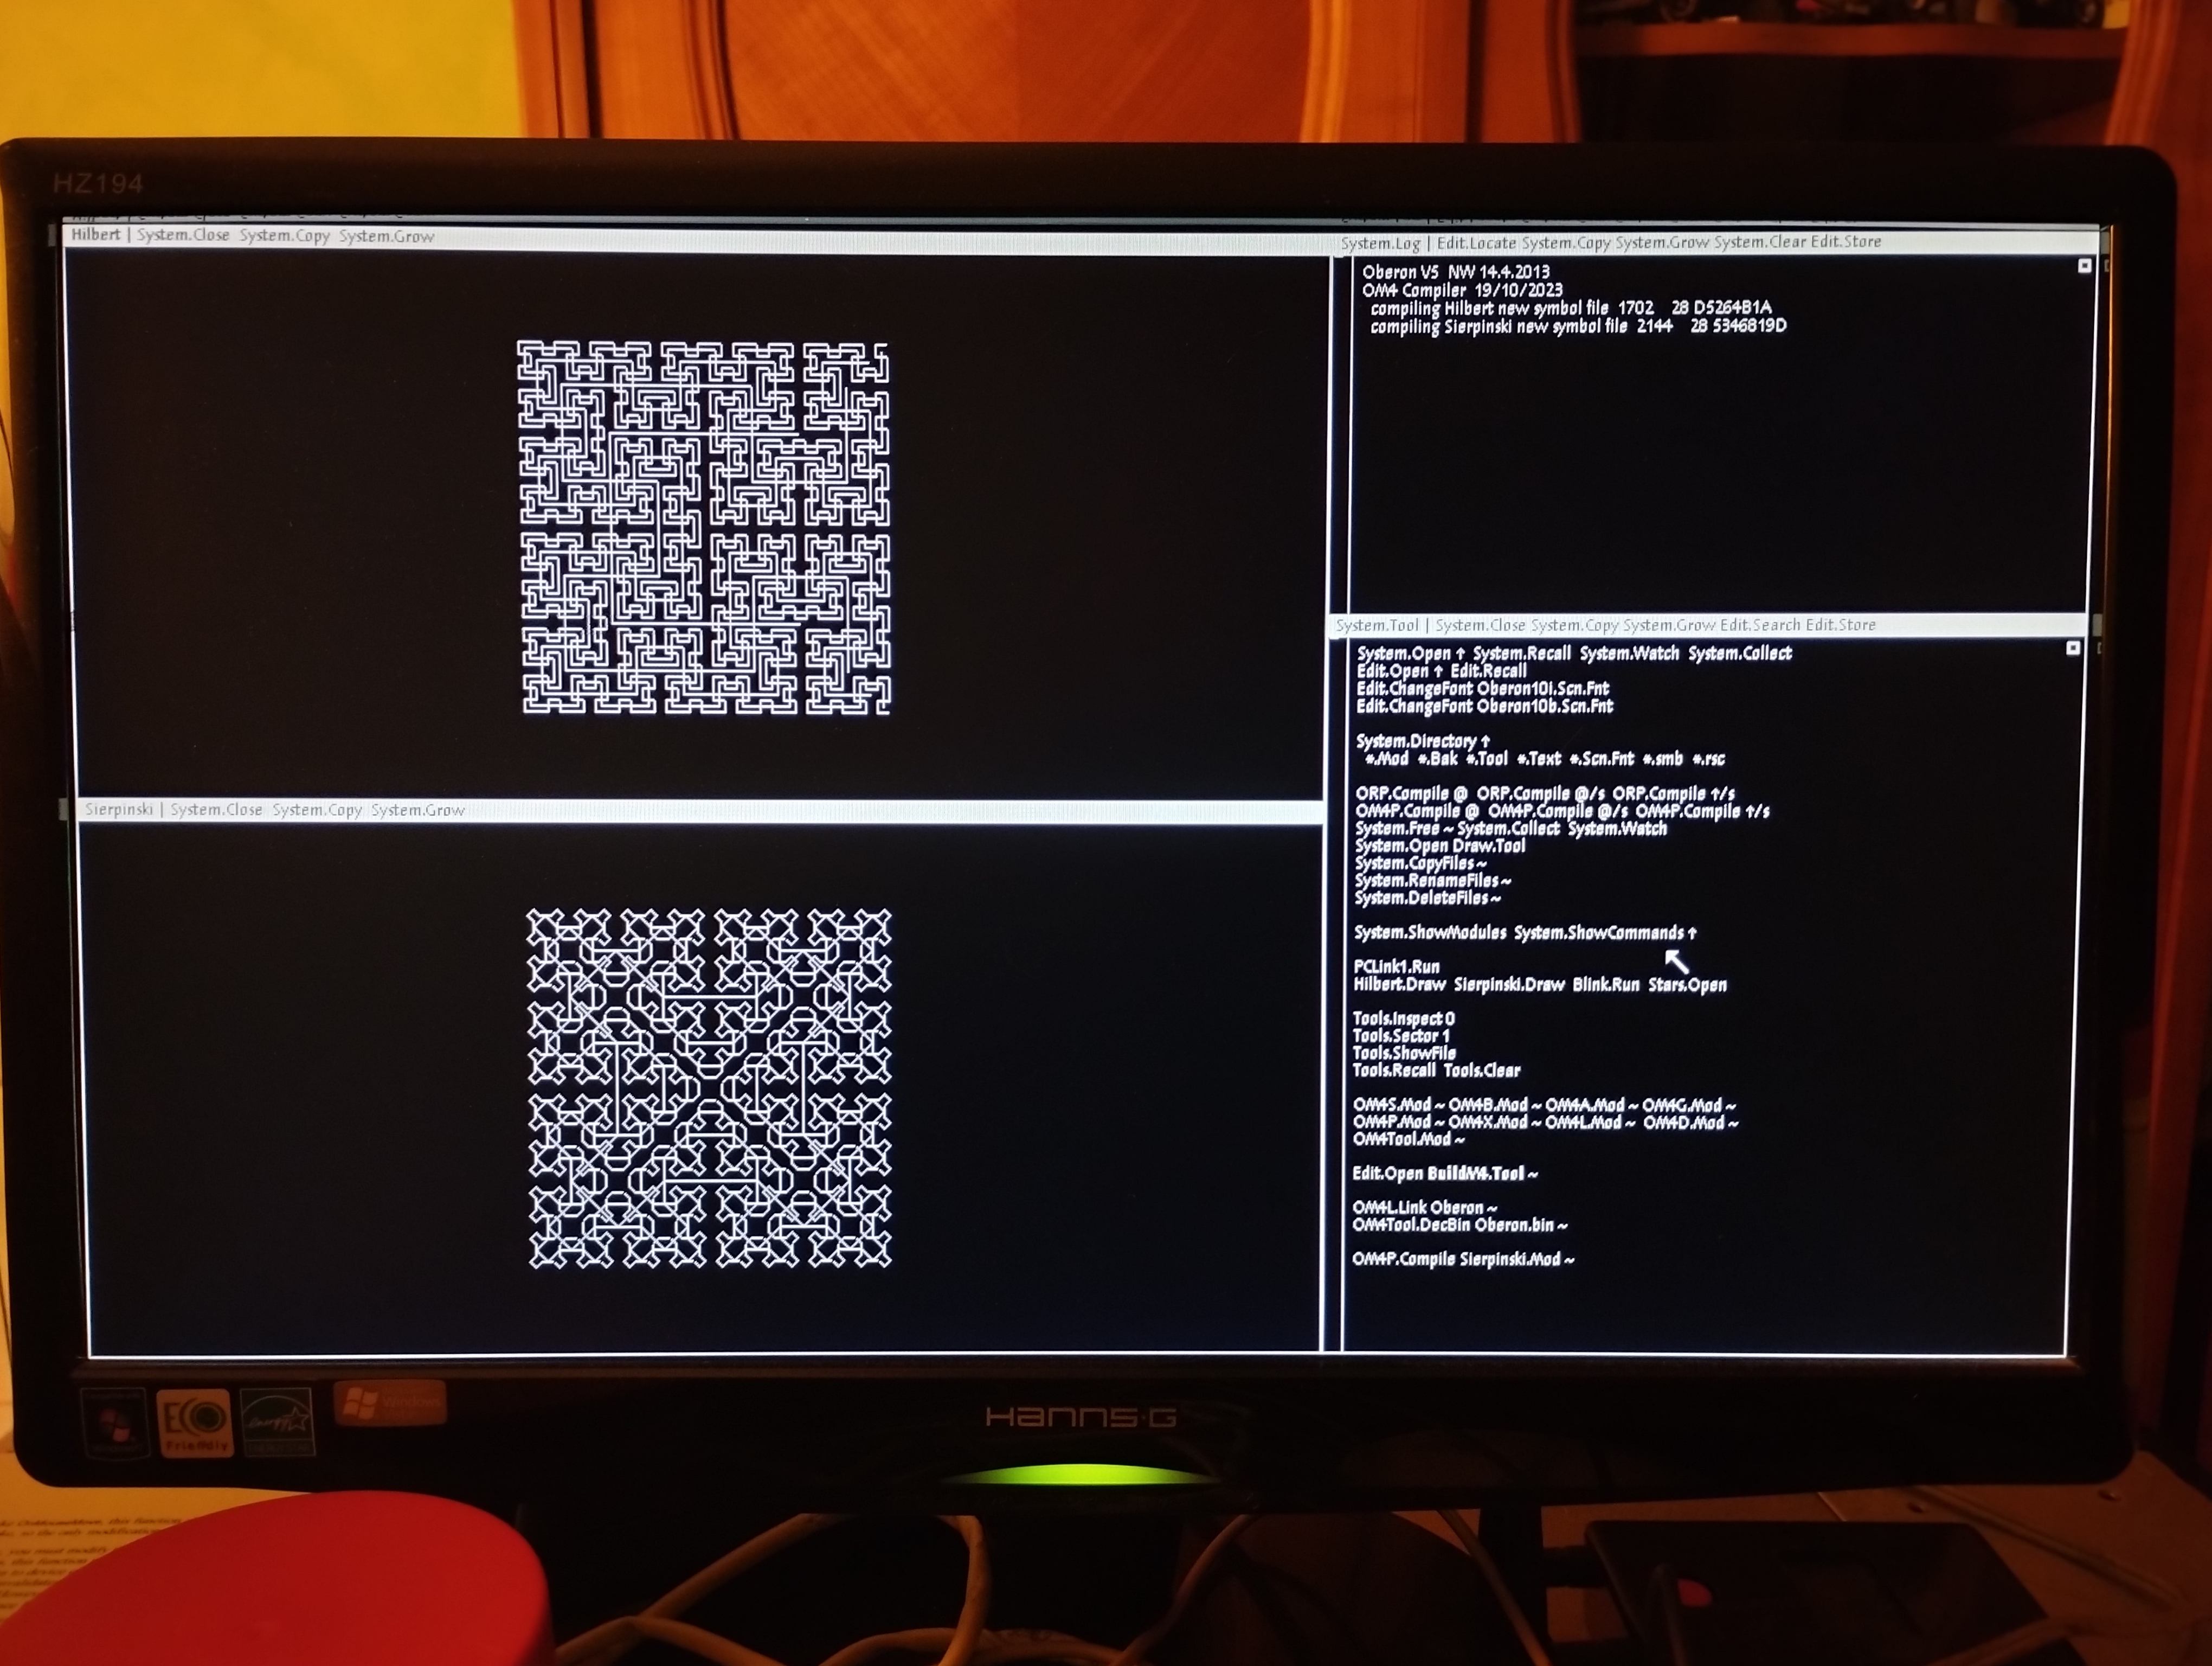 HZ194
Hilbert | System.Close System.Copy System.Grow
System.Log | Edit.Locate System.Copy System.Grow System.Clear Edit.Store
Oberon V5 NW 14.4.2013
OM4 Compiler 19/10/2023
compiling Hilbert new symbol file 1702 28 D5264B1A
compiling Sierpinski new symbol file 2144 28 5346819D
System.Tool | System.Close System.Copy System.Grow Edit.Search Edit.Store
System.Open ↑ System.Recall System.Watch System.Collect
Edit.Open ↑ Edit.Recall
Edit.ChangeFont Oberon10i.Scn.Fnt
Edit.ChangeFont Oberon10b.Scn.Fnt
System.Directory ↑
*.Mod *.Bak *.Tool *.Text *.Scn.Fnt *.smb *.rsc
ORP.Compile @ ORP.Compile @/s ORP.Compile ↑/s
OM4P.Compile @ OM4P.Compile @/s OM4P.Compile ↑/s
System.Free ~ System.Collect System.Watch
System.Open Draw.Tool
System.CopyFiles ~
System.RenameFiles ~
System.DeleteFiles ~
System.ShowModules System.ShowCommands ↑
PCLink1.Run
Hilbert.Draw Sierpinski.Draw Blink.Run Stars.Open
Tools.Inspect 0
Tools.Sector 1
Tools.ShowFile
Tools.Recall Tools.Clear
OM4S.Mod ~ OM4B.Mod ~ OM4A.Mod ~ OM4G.Mod ~
OM4P.Mod ~ OM4X.Mod ~ OM4L.Mod ~ OM4D.Mod ~
OM4Tool.Mod ~
Edit.Open BuildM4.Tool ~
OM4L.Link Oberon ~
OM4Tool.DecBin Oberon.bin ~
OM4P.Compile Sierpinski.Mod ~
Sierpinski | System.Close System.Copy System.Grow
ECO
Friendly
energy
Windows
HANNS·G